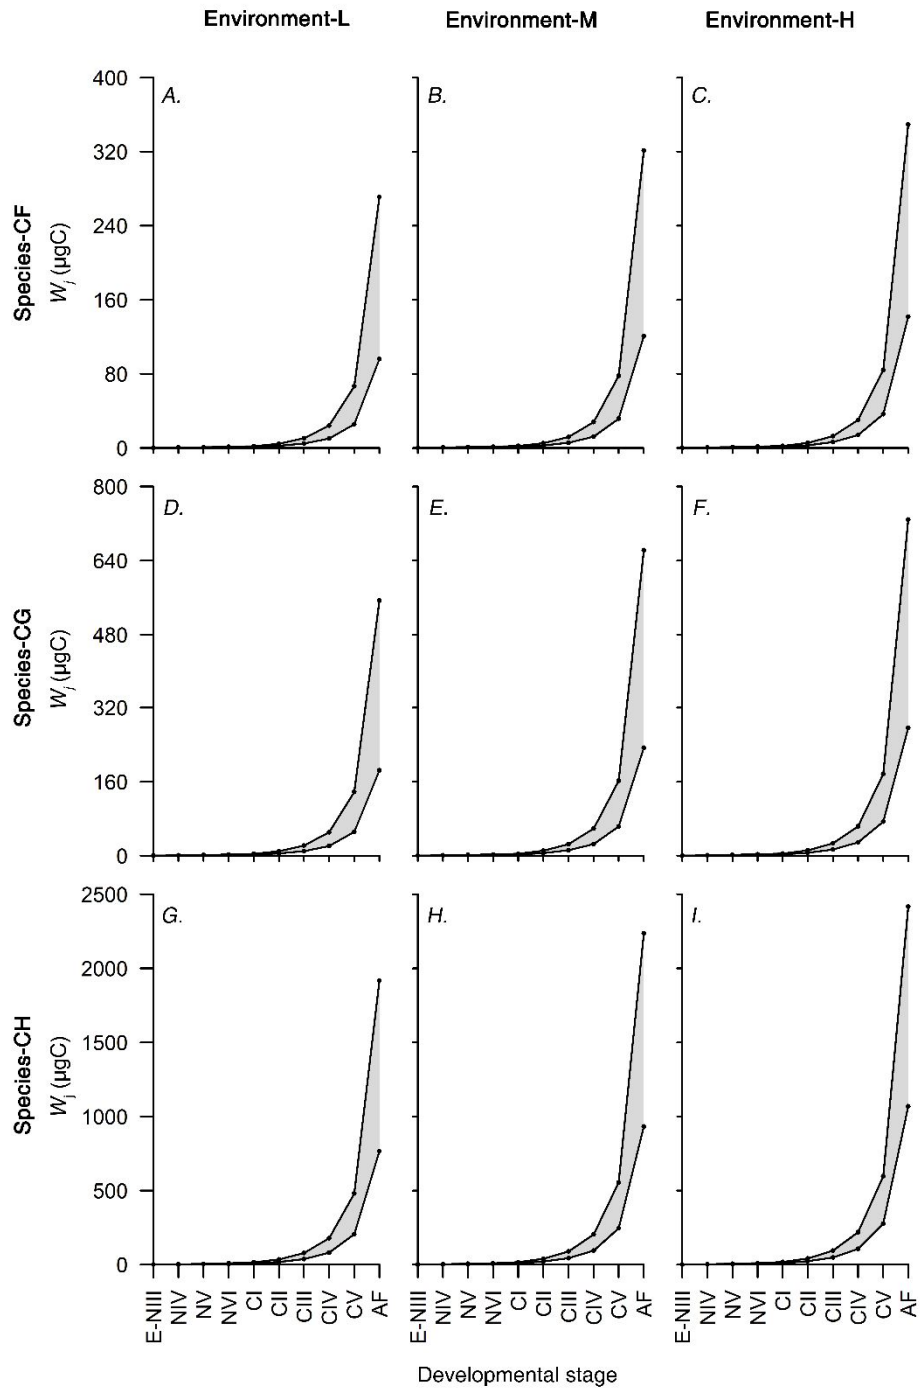 Environment-L Environment-M Environment-H
Species-CF
Wj (µgC)
400
320
240
160
80
0
A.
B.
C.
Species-CG
Wj (µgC)
800
640
480
320
160
0
D.
E.
F.
Species-CH
Wj (µgC)
2500
2000
1500
1000
500
0
G.
H.
I.
E-NIII NIV NV NVI CI CII CIII CIV CV AF
E-NIII NIV NV NVI CI CII CIII CIV CV AF
E-NIII NIV NV NVI CI CII CIII CIV CV AF
Developmental stage